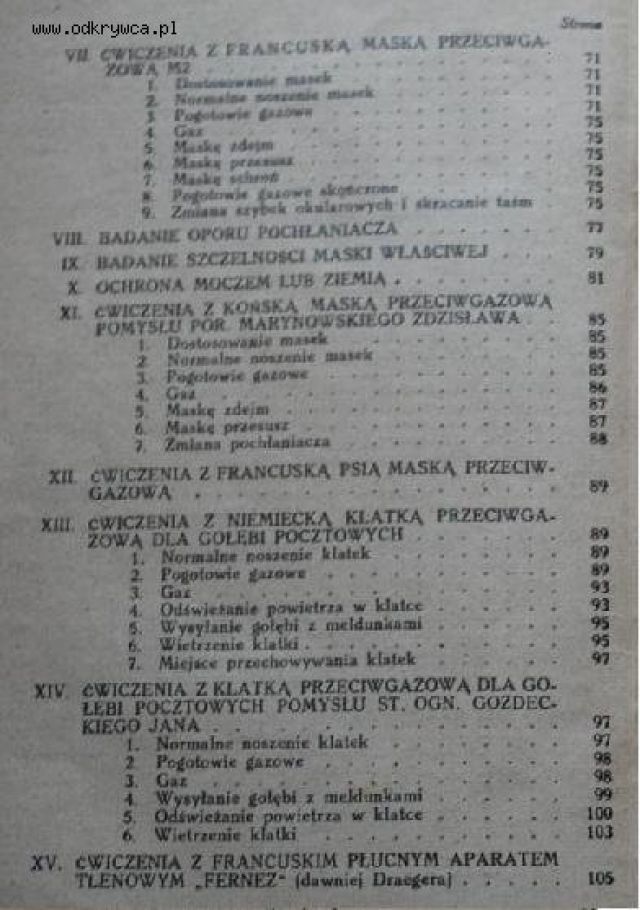 www.odkrywca.pl
Strona
VII. ĆWICZENIA Z FRANCUSKĄ MASKĄ PRZECIWGA-
ZOWĄ M2 . . . . . . . . . 71
1. Dostosowanie masek . . . . . . . . 71
2. Normalne noszenie masek . . . . . . . 71
3. Pogotowie gazowe . . . . . . . . 71
4. Gaz . . . . . . . . . . 75
5. Maskę zdejm . . . . . . . . . 75
6. Maskę przesusz . . . . . . . . . 75
7. Maskę schroń . . . . . . . . . 75
8. Pogotowie gazowe skończone . . . . . . 75
9. Zmiana szybek okularowych i skracanie taśm . 75
VIII. BADANIE OPORU POCHŁANIACZA . . . . . . 77
IX. BADANIE SZCZELNOŚCI MASKI WŁAŚCIWEJ . . . 79
X. OCHRONA MOCZEM LUB ZIEMIĄ . . . . . . . 81
XI. ĆWICZENIA Z KOŃSKĄ MASKĄ PRZECIWGAZOWĄ
POMYSŁU POR. MARYNOWSKIEGO ZDZISŁAWA . . 85
1. Dostosowanie masek . . . . . . . . 85
2. Normalne noszenie masek . . . . . . . 85
3. Pogotowie gazowe . . . . . . . . 85
4. Gaz . . . . . . . . . . 86
5. Maskę zdejm . . . . . . . . . 87
6. Maskę przesusz . . . . . . . . . 87
7. Zmiana pochłaniacza . . . . . . . . 88
XII. ĆWICZENIA Z FRANCUSKĄ PSIĄ MASKĄ PRZECIW-
GAZOWĄ . . . . . . . . . . . 89
XIII. ĆWICZENIA Z NIEMIECKĄ KLATKĄ PRZECIWGA-
ZOWĄ DLA GOŁĘBI POCZTOWYCH . . . . . . 89
1. Normalne noszenie klatek . . . . . . . 89
2. Pogotowie gazowe . . . . . . . . 89
3. Gaz . . . . . . . . . . 93
4. Odświeżanie powietrza w klatce . . . . . 93
5. Wysyłanie gołębi z meldunkami . . . . . 95
6. Wietrzenie klatki . . . . . . . . . 95
7. Miejsce przechowywania klatek . . . . . 97
XIV. ĆWICZENIA Z KLATKĄ PRZECIWGAZOWĄ DLA GO-
ŁĘBI POCZTOWYCH POMYSŁU ST. OGN. GOZDEC-
KIEGO JANA . . . . . . . . . . 97
1. Normalne noszenie klatek . . . . . . . 97
2. Pogotowie gazowe . . . . . . . . 98
3. Gaz . . . . . . . . . . 98
4. Wysyłanie gołębi z meldunkami . . . . . 99
5. Odświeżanie powietrza w klatce . . . . . 100
6. Wietrzenie klatki . . . . . . . . 103
XV. ĆWICZENIA Z FRANCUSKIM PŁUCNYM APARATEM
TLENOWYM „FERNEZ" (dawniej Draegera) . . . . . 105